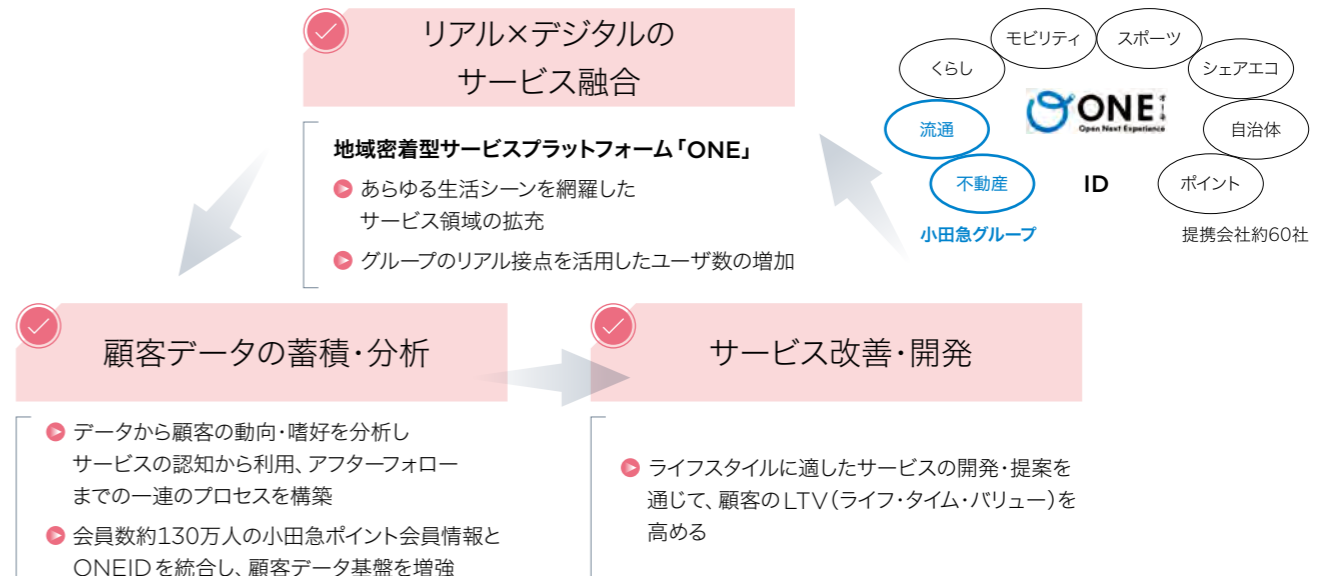 リアル×デジタルの
サービス融合
地域密着型サービスプラットフォーム「ONE」
あらゆる生活シーンを網羅した
サービス領域の拡充
グループのリアル接点を活用したユーザ数の増加
モビリティ
スポーツ
くらし
シェアエコ
ONE
オーネ
Open Next Experience
流通
自治体
不動産
ID
ポイント
小田急グループ
提携会社約60社
顧客データの蓄積・分析
データから顧客の動向・嗜好を分析し
サービスの認知から利用、アフターフォロー
までの一連のプロセスを構築
会員数約130万人の小田急ポイント会員情報と
ONEIDを統合し、顧客データ基盤を増強
サービス改善・開発
ライフスタイルに適したサービスの開発・提案を
通じて、顧客のLTV(ライフ・タイム・バリュー)を
高める